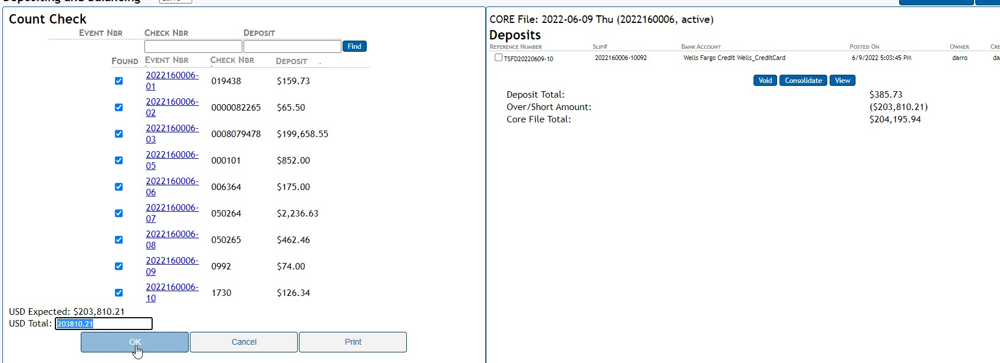 Depositing and Balancing
Count Check
EVENT NBR CHECK NBR DEPOSIT
Find
FOUND EVENT NBR CHECK NBR DEPOSIT
2022160006-
01 019438 $159.73
2022160006-
02 0000082265 $65.50
2022160006-
03 0008079478 $199,658.55
2022160006-
05 000101 $852.00
2022160006-
06 006364 $175.00
2022160006-
07 050264 $2,236.63
2022160006-
08 050265 $462.46
2022160006-
09 0992 $74.00
2022160006-
10 1730 $126.34
USD Expected: $203,810.21
USD Total: 203810.21
OK Cancel Print
CORE File: 2022-06-09 Thu (2022160006, active)
Deposits
REFERENCE NUMBER SLIP# BANK ACCOUNT POSTED ON OWNER CRE
TSFD20220609-10 2022160006-10092 Wells Fargo Credit Wells_CreditCard 6/9/2022 5:03:45 PM darro da
Void Consolidate View
Deposit Total: $385.73
Over/Short Amount: ($203,810.21)
Core File Total: $204,195.94